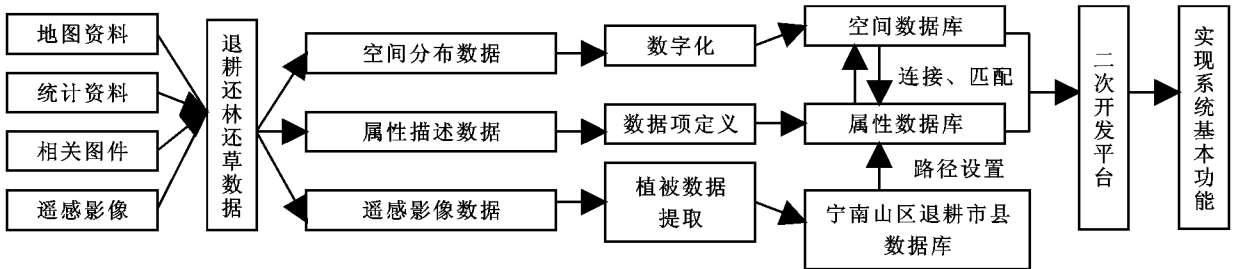 地图资料
统计资料
相关图件
遥感影像
退耕还林还草数据
空间分布数据
属性描述数据
遥感影像数据
数字化
数据项定义
植被数据
提取
空间数据库
连接、匹配
属性数据库
路径设置
宁南山区退耕市县
数据库
二次开发平台
实现系统基本功能